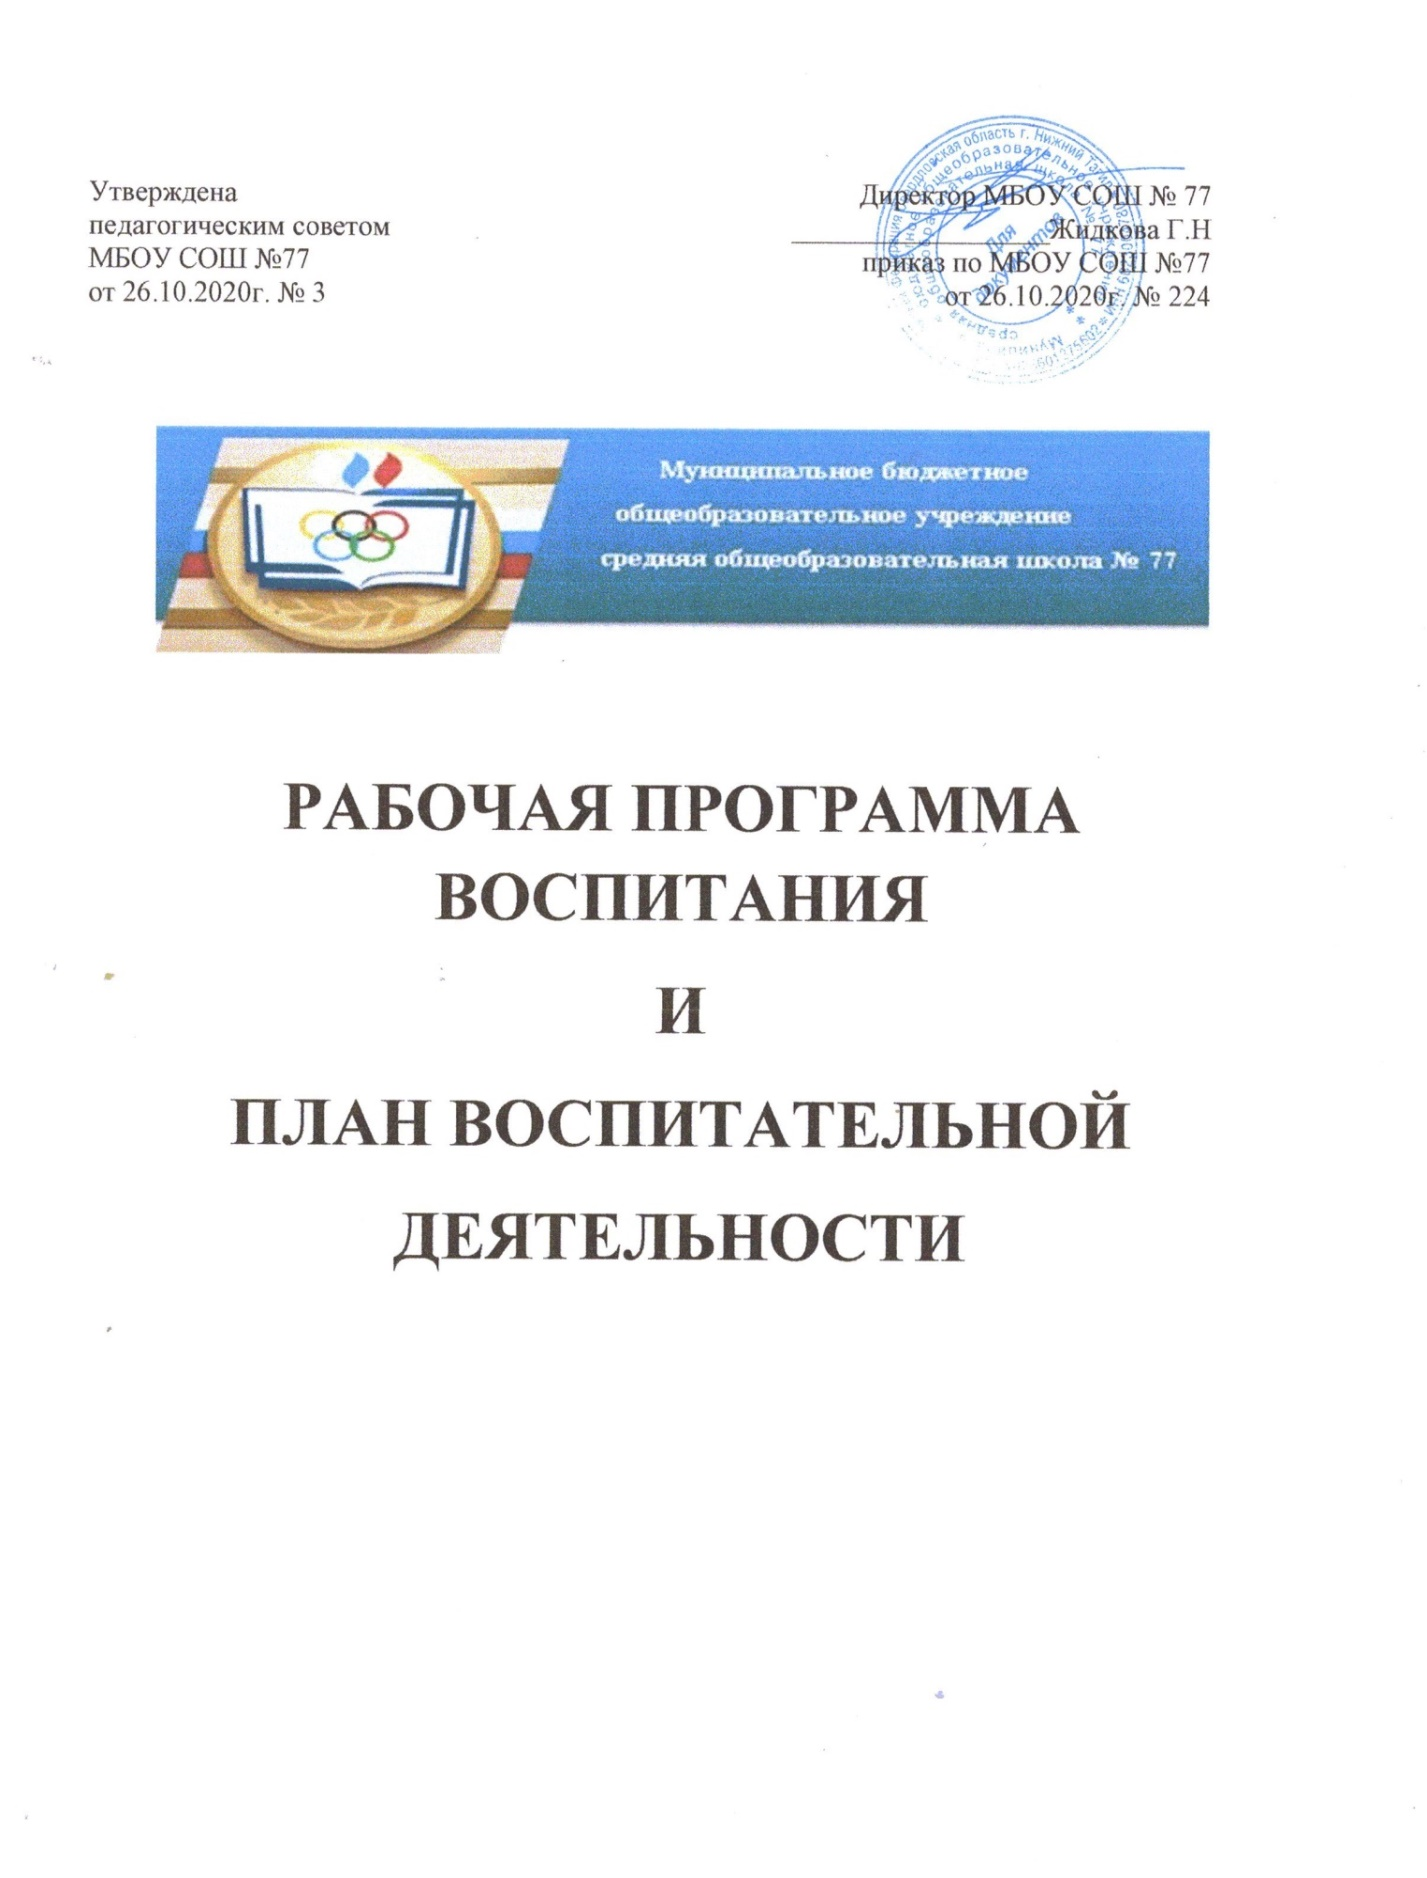 Утверждена
педагогическим советом
МБОУ СОШ №77
от 26.10.2020г. № 3
Директор МБОУ СОШ № 77
Жидкова Г.Н
приказ по МБОУ СОШ №77
от 26.10.2020г. № 224
Для
документов
Муниципальное бюджетное
общеобразовательное учреждение
средняя общеобразовательная школа № 77
РАБОЧАЯ ПРОГРАММА
ВОСПИТАНИЯ
И
ПЛАН ВОСПИТАТЕЛЬНОЙ
ДЕЯТЕЛЬНОСТИ